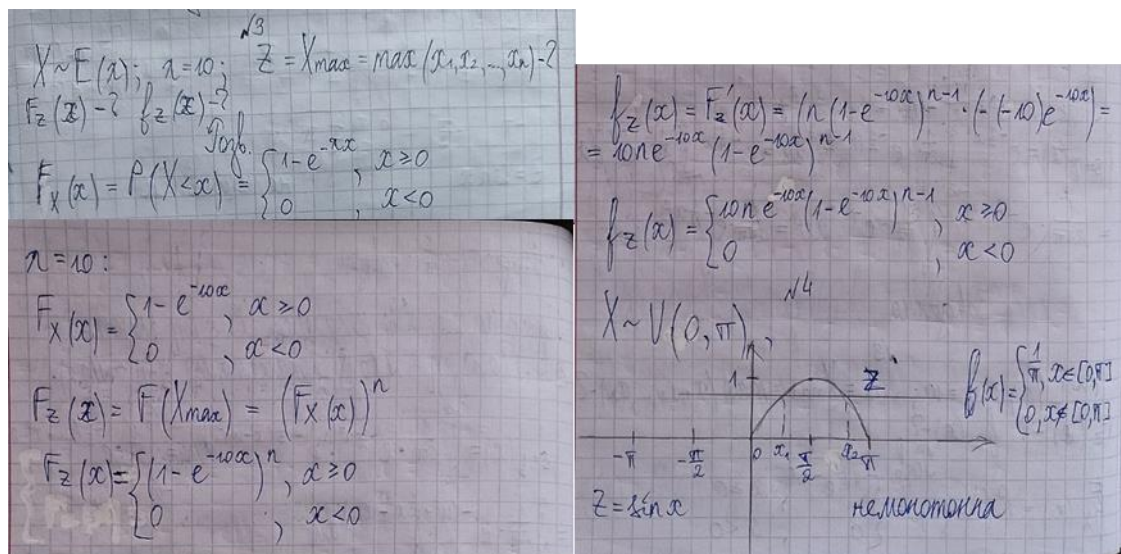 №3
X~E(λ); λ=10; Z = Xmax = max(x₁,x₂,...,xn)-?
F_z(z)-? f_z(z)-?
Розв.
F_X(x) = P(X<x) = {1-e^{-λx}, x≥0
0, x<0
λ=10:
F_X(x) = {1-e^{-10x}, x≥0
0, x<0
F_z(x) = F(Xmax) = (F_X(x))^n
F_z(x) = {(1-e^{-10x})^n, x≥0
0, x<0
f_z(x) = F'_z(x) = (n(1-e^{-10x})^{n-1}·(-(-10)e^{-10x}) =
= 10ne^{-10x}(1-e^{-10x})^{n-1}
f_z(x) = {10ne^{-10x}(1-e^{-10x})^{n-1}, x≥0
0, x<0
№4
X~U(0,π),
1 z f(x) = {1/π, x∈[0,π]
0, x∉[0,π]
-π -π/2 0 x₁ π/2 x₂ π
Z = sin x немонотонна